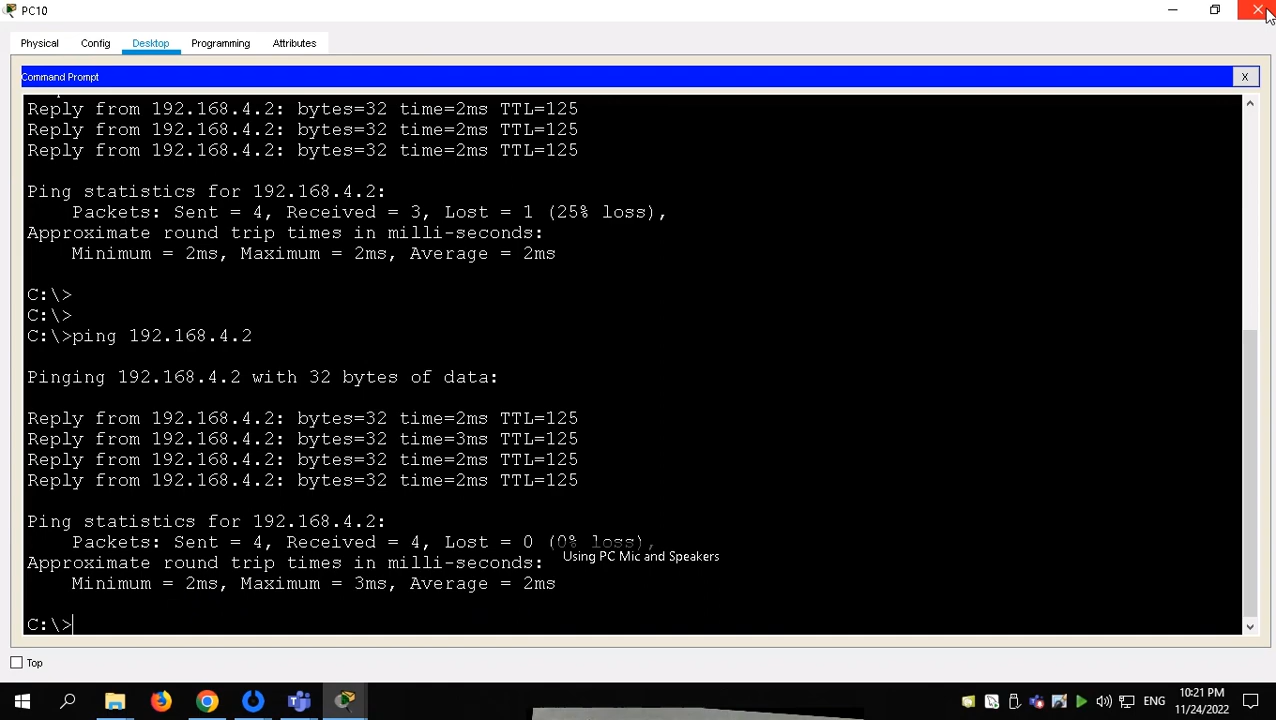 PC10
Physical Config Desktop Programming Attributes
Command Prompt X
Reply from 192.168.4.2: bytes=32 time=2ms TTL=125
Reply from 192.168.4.2: bytes=32 time=2ms TTL=125
Reply from 192.168.4.2: bytes=32 time=2ms TTL=125
Ping statistics for 192.168.4.2:
Packets: Sent = 4, Received = 3, Lost = 1 (25% loss),
Approximate round trip times in milli-seconds:
Minimum = 2ms, Maximum = 2ms, Average = 2ms
C:\>
C:\>
C:\>ping 192.168.4.2
Pinging 192.168.4.2 with 32 bytes of data:
Reply from 192.168.4.2: bytes=32 time=2ms TTL=125
Reply from 192.168.4.2: bytes=32 time=3ms TTL=125
Reply from 192.168.4.2: bytes=32 time=2ms TTL=125
Reply from 192.168.4.2: bytes=32 time=2ms TTL=125
Ping statistics for 192.168.4.2:
Packets: Sent = 4, Received = 4, Lost = 0 (0% loss),
Using PC Mic and Speakers
Approximate round trip times in milli-seconds:
Minimum = 2ms, Maximum = 3ms, Average = 2ms
C:\>
Top
ENG
10:21 PM
11/24/2022